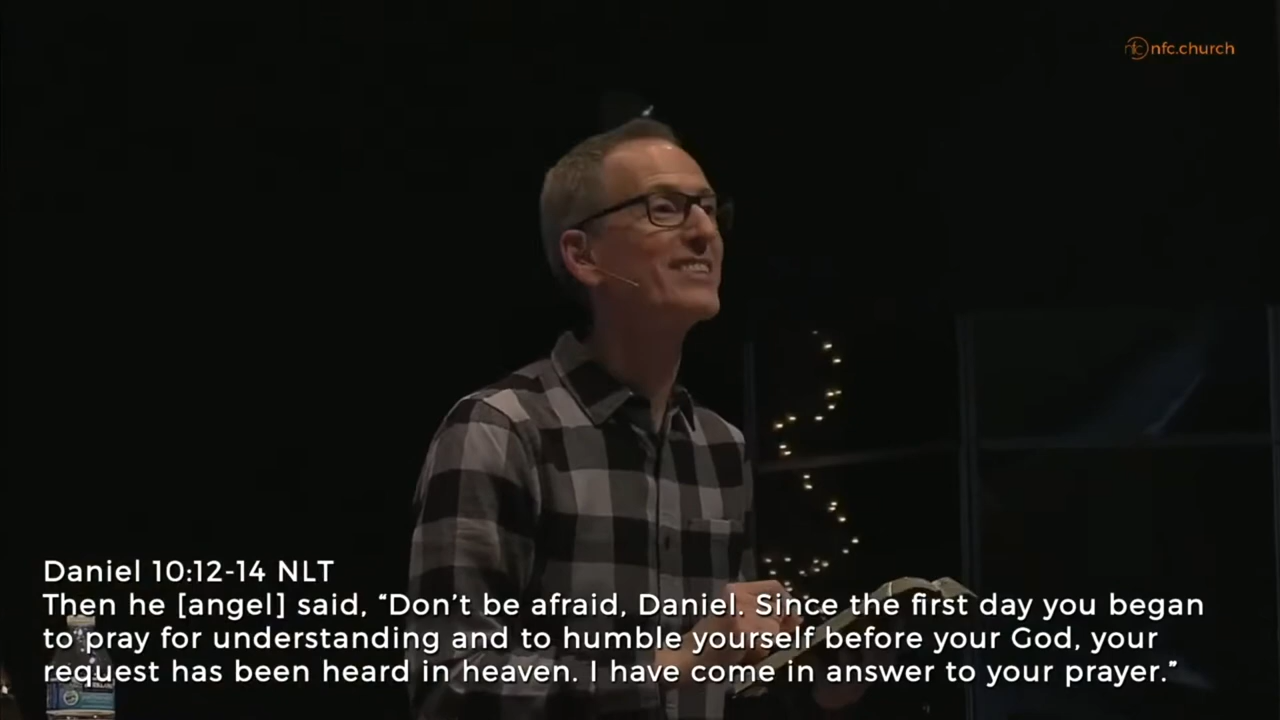 nfc.church
Daniel 10:12-14 NLT
Then he [angel] said, “Don’t be afraid, Daniel. Since the first day you began
to pray for understanding and to humble yourself before your God, your
request has been heard in heaven. I have come in answer to your prayer.”